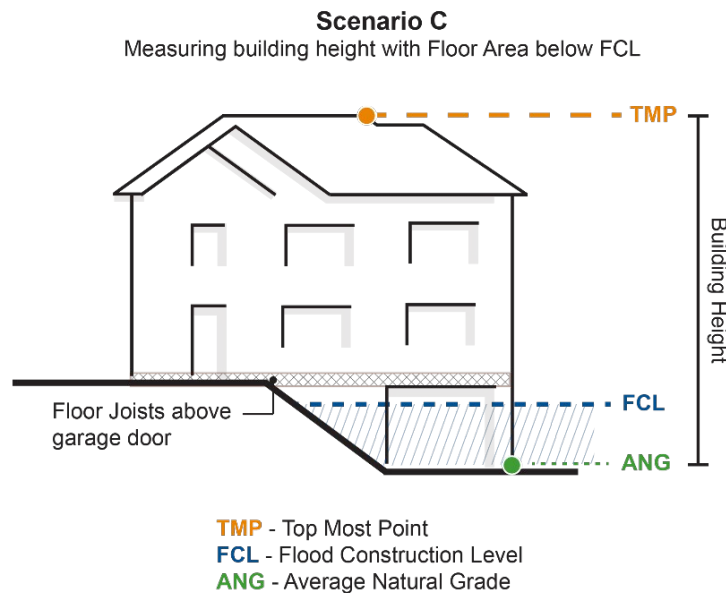 Scenario C
Measuring building height with Floor Area below FCL
TMP
Building Height
Floor Joists above
garage door
FCL
ANG
TMP - Top Most Point
FCL - Flood Construction Level
ANG - Average Natural Grade